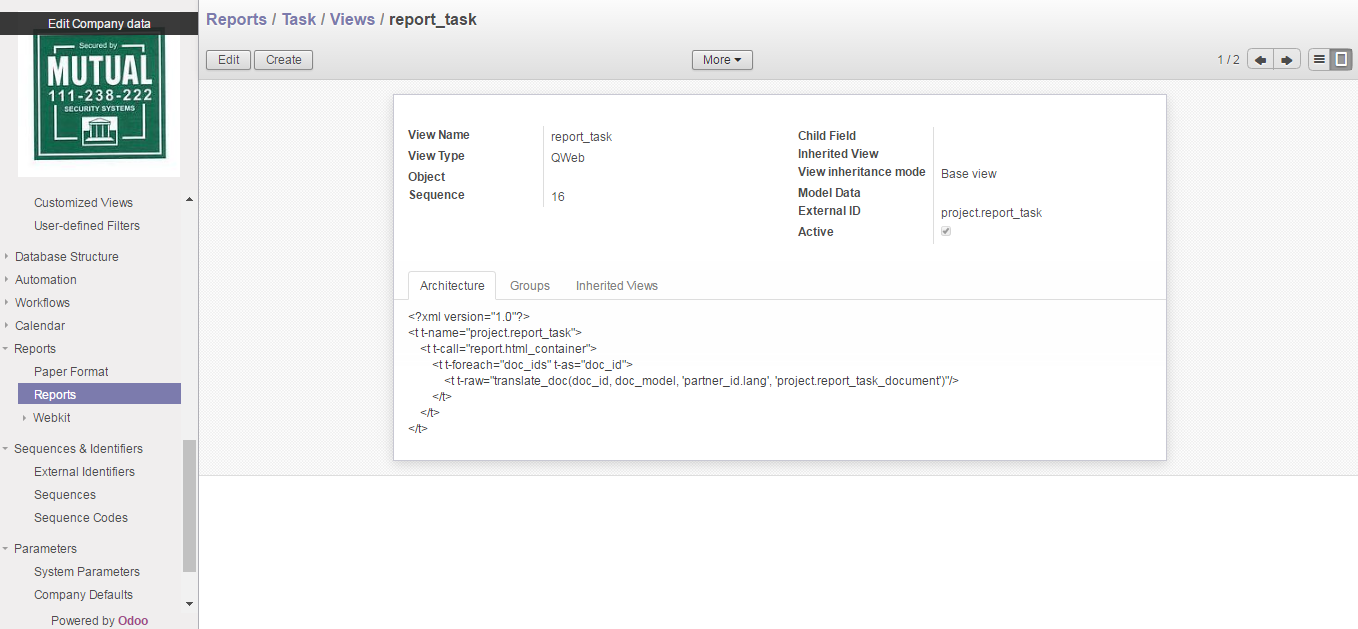 Edit Company data
Secured by
MUTUAL
111-238-222
SECURITY SYSTEMS
Customized Views
User-defined Filters
Database Structure
Automation
Workflows
Calendar
Reports
Paper Format
Reports
Webkit
Sequences & Identifiers
External Identifiers
Sequences
Sequence Codes
Parameters
System Parameters
Company Defaults
Powered by Odoo
Reports / Task / Views / report_task
Edit Create More 1 / 2
View Name report_task
View Type QWeb
Object
Sequence 16
Child Field
Inherited View
View inheritance mode Base view
Model Data
External ID project.report_task
Active
Architecture Groups Inherited Views
<?xml version="1.0"?>
<t t-name="project.report_task">
<t t-call="report.html_container">
<t t-foreach="doc_ids" t-as="doc_id">
<t t-raw="translate_doc(doc_id, doc_model, 'partner_id.lang', 'project.report_task_document')"/>
</t>
</t>
</t>